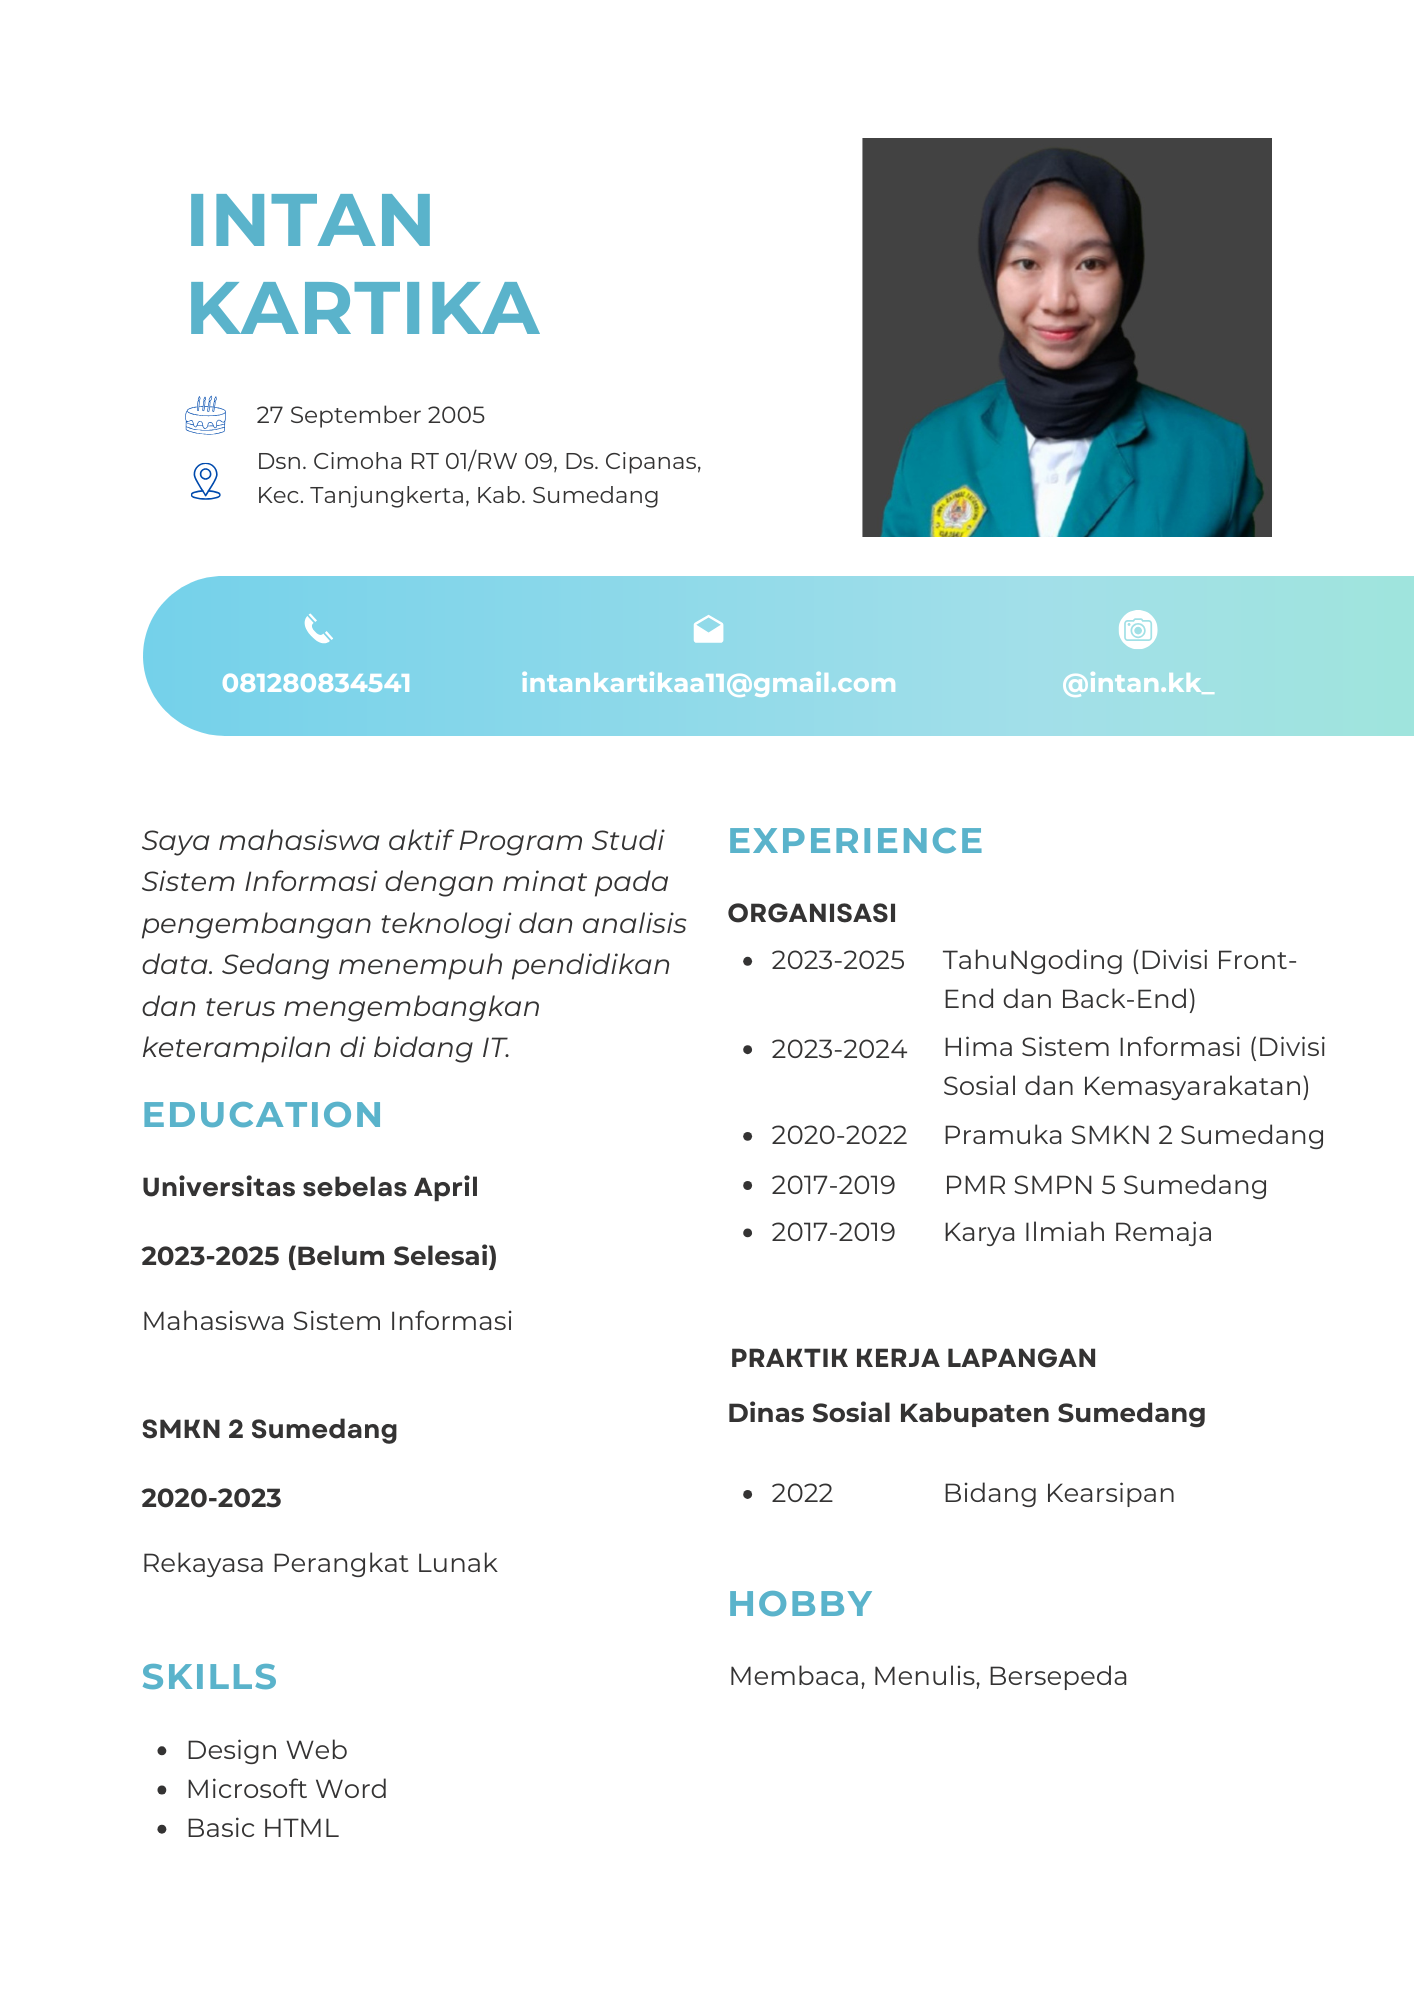 INTAN
KARTIKA
27 September 2005
Dsn. Cimoha RT 01/RW 09, Ds. Cipanas,
Kec. Tanjungkerta, Kab. Sumedang
081280834541
intankartikaa11@gmail.com
@intan.kk_
Saya mahasiswa aktif Program Studi
Sistem Informasi dengan minat pada
pengembangan teknologi dan analisis
data. Sedang menempuh pendidikan
dan terus mengembangkan
keterampilan di bidang IT.
EDUCATION
Universitas sebelas April
2023-2025 (Belum Selesai)
Mahasiswa Sistem Informasi
SMKN 2 Sumedang
2020-2023
Rekayasa Perangkat Lunak
SKILLS
• Design Web
• Microsoft Word
• Basic HTML
EXPERIENCE
ORGANISASI
• 2023-2025 TahuNgoding (Divisi Front-
End dan Back-End)
• 2023-2024 Hima Sistem Informasi (Divisi
Sosial dan Kemasyarakatan)
• 2020-2022 Pramuka SMKN 2 Sumedang
• 2017-2019 PMR SMPN 5 Sumedang
• 2017-2019 Karya Ilmiah Remaja
PRAKTIK KERJA LAPANGAN
Dinas Sosial Kabupaten Sumedang
• 2022 Bidang Kearsipan
HOBBY
Membaca, Menulis, Bersepeda